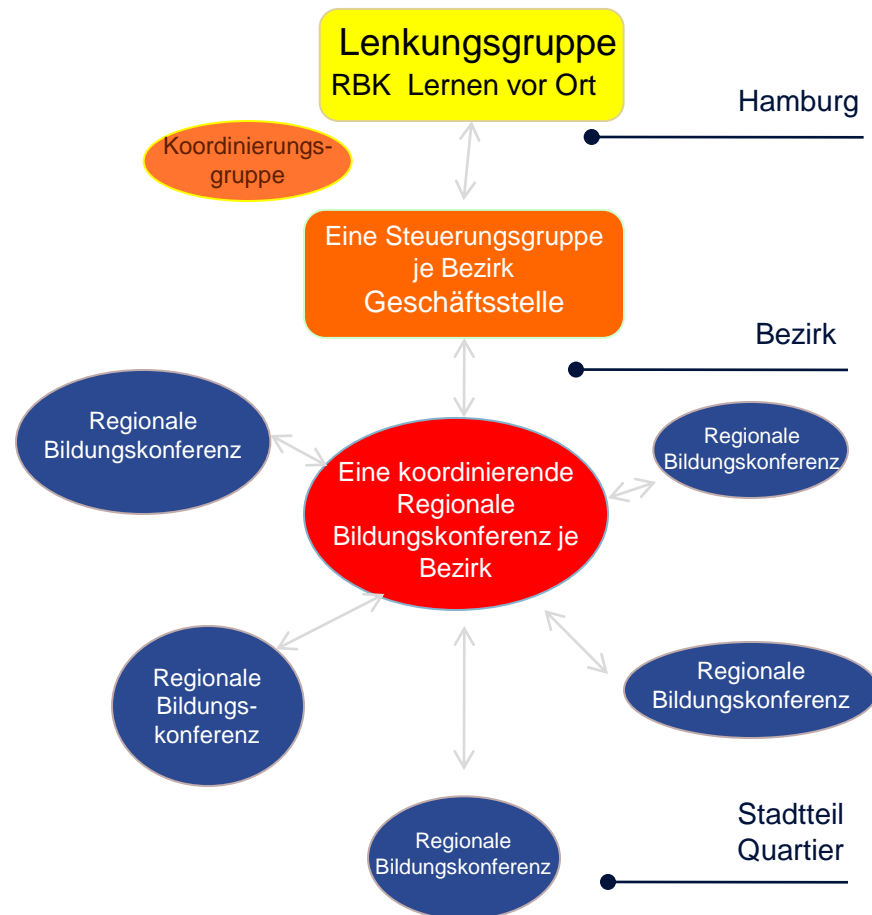 Lenkungsgruppe
RBK Lernen vor Ort
Hamburg
Koordinierungs-
gruppe
Eine Steuerungsgruppe
je Bezirk
Geschäftsstelle
Bezirk
Regionale
Bildungskonferenz
Regionale
Bildungskonferenz
Eine koordinierende
Regionale
Bildungskonferenz je
Bezirk
Regionale
Bildungs-
konferenz
Regionale
Bildungskonferenz
Regionale
Bildungskonferenz
Stadtteil
Quartier